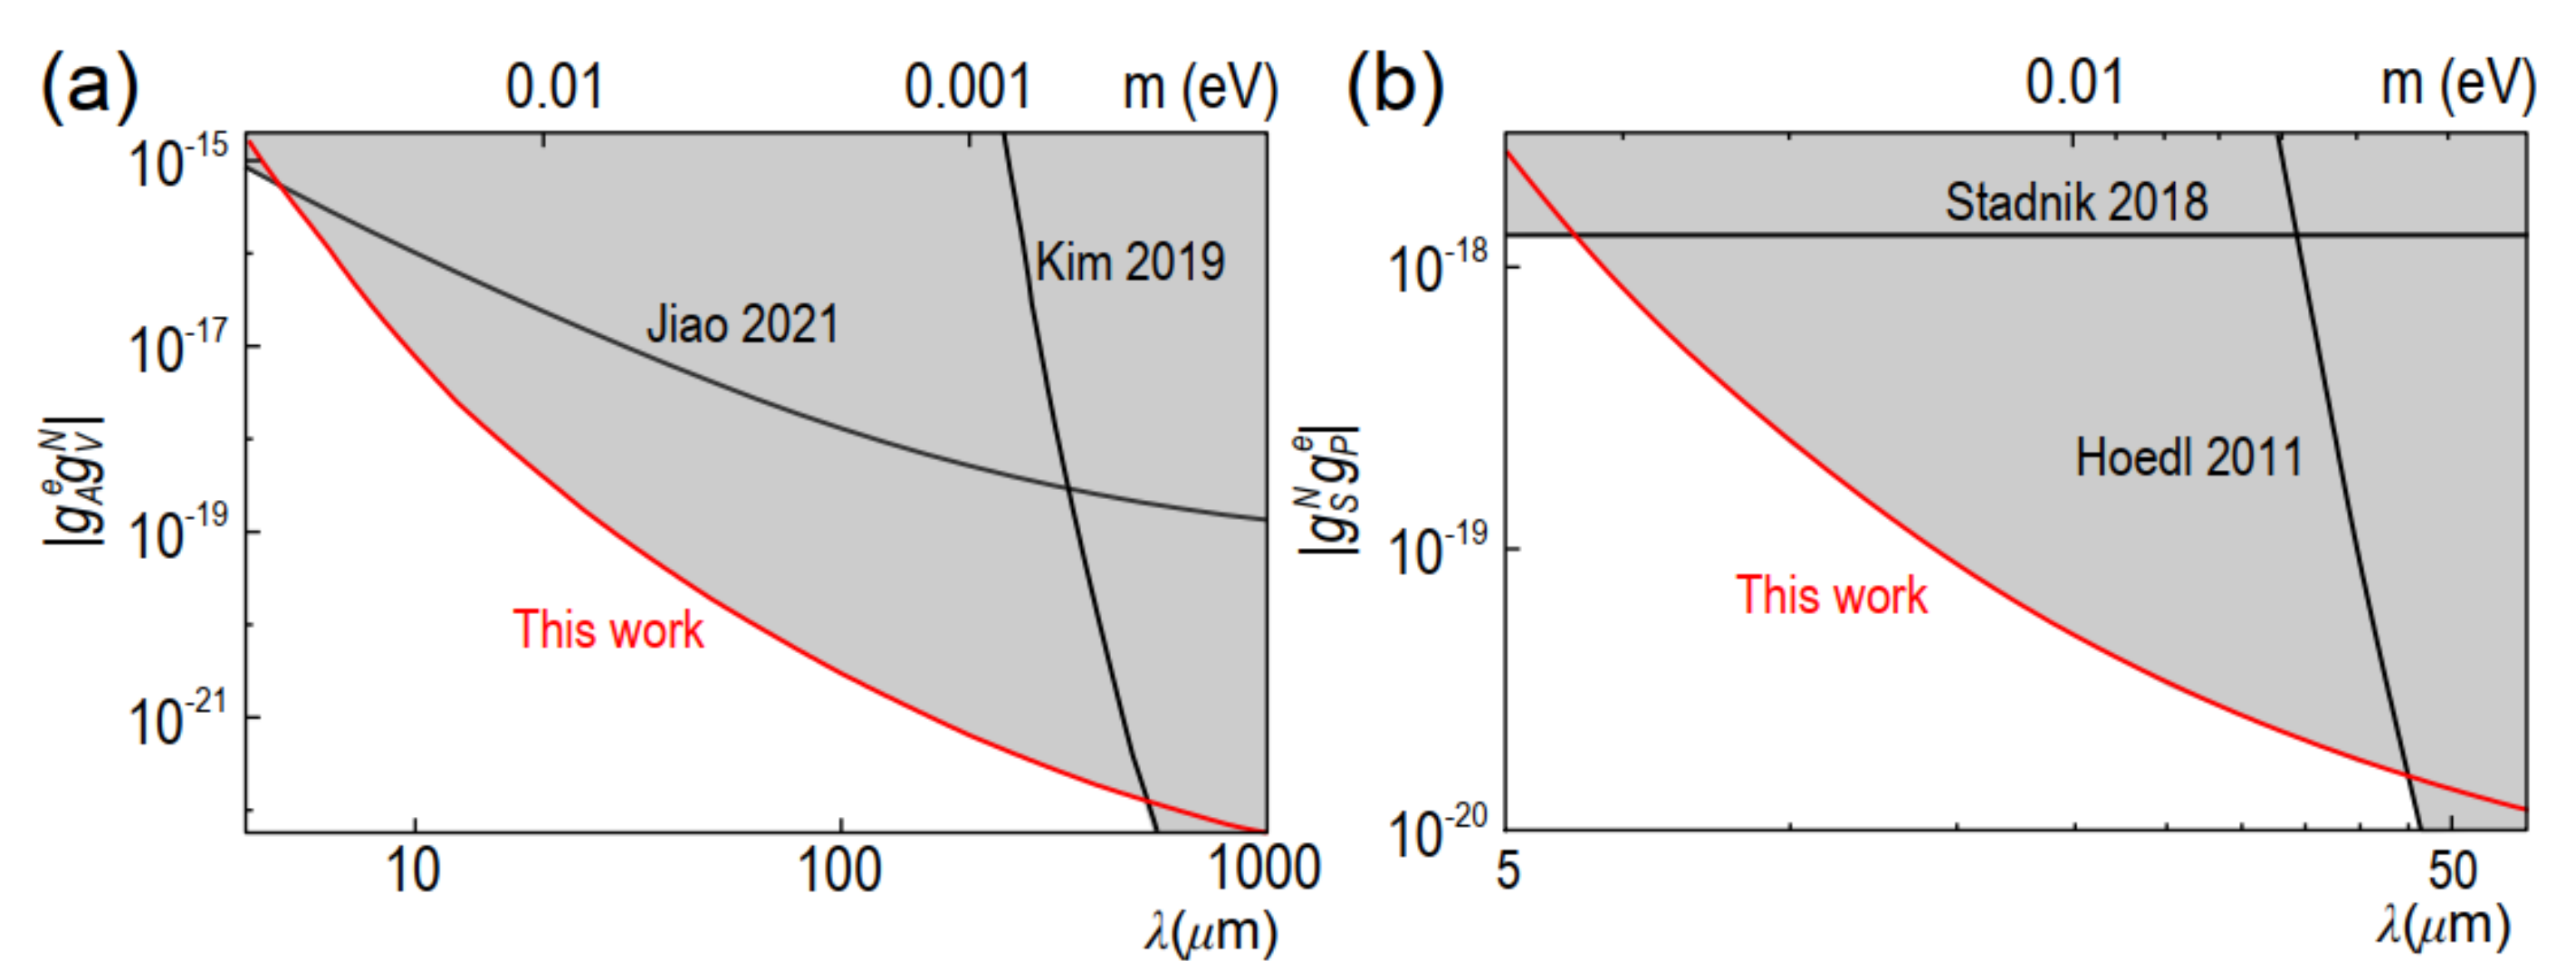 (a)
0.01 0.001 m (eV)
10^-15
10^-17
10^-19
10^-21
|g_A^e g_V^N|
Kim 2019
Jiao 2021
This work
10 100 1000
λ(μm)
(b)
0.01 m (eV)
10^-18
10^-19
10^-20
|g_S^N g_P^e|
Stadnik 2018
Hoedl 2011
This work
5 50
λ(μm)